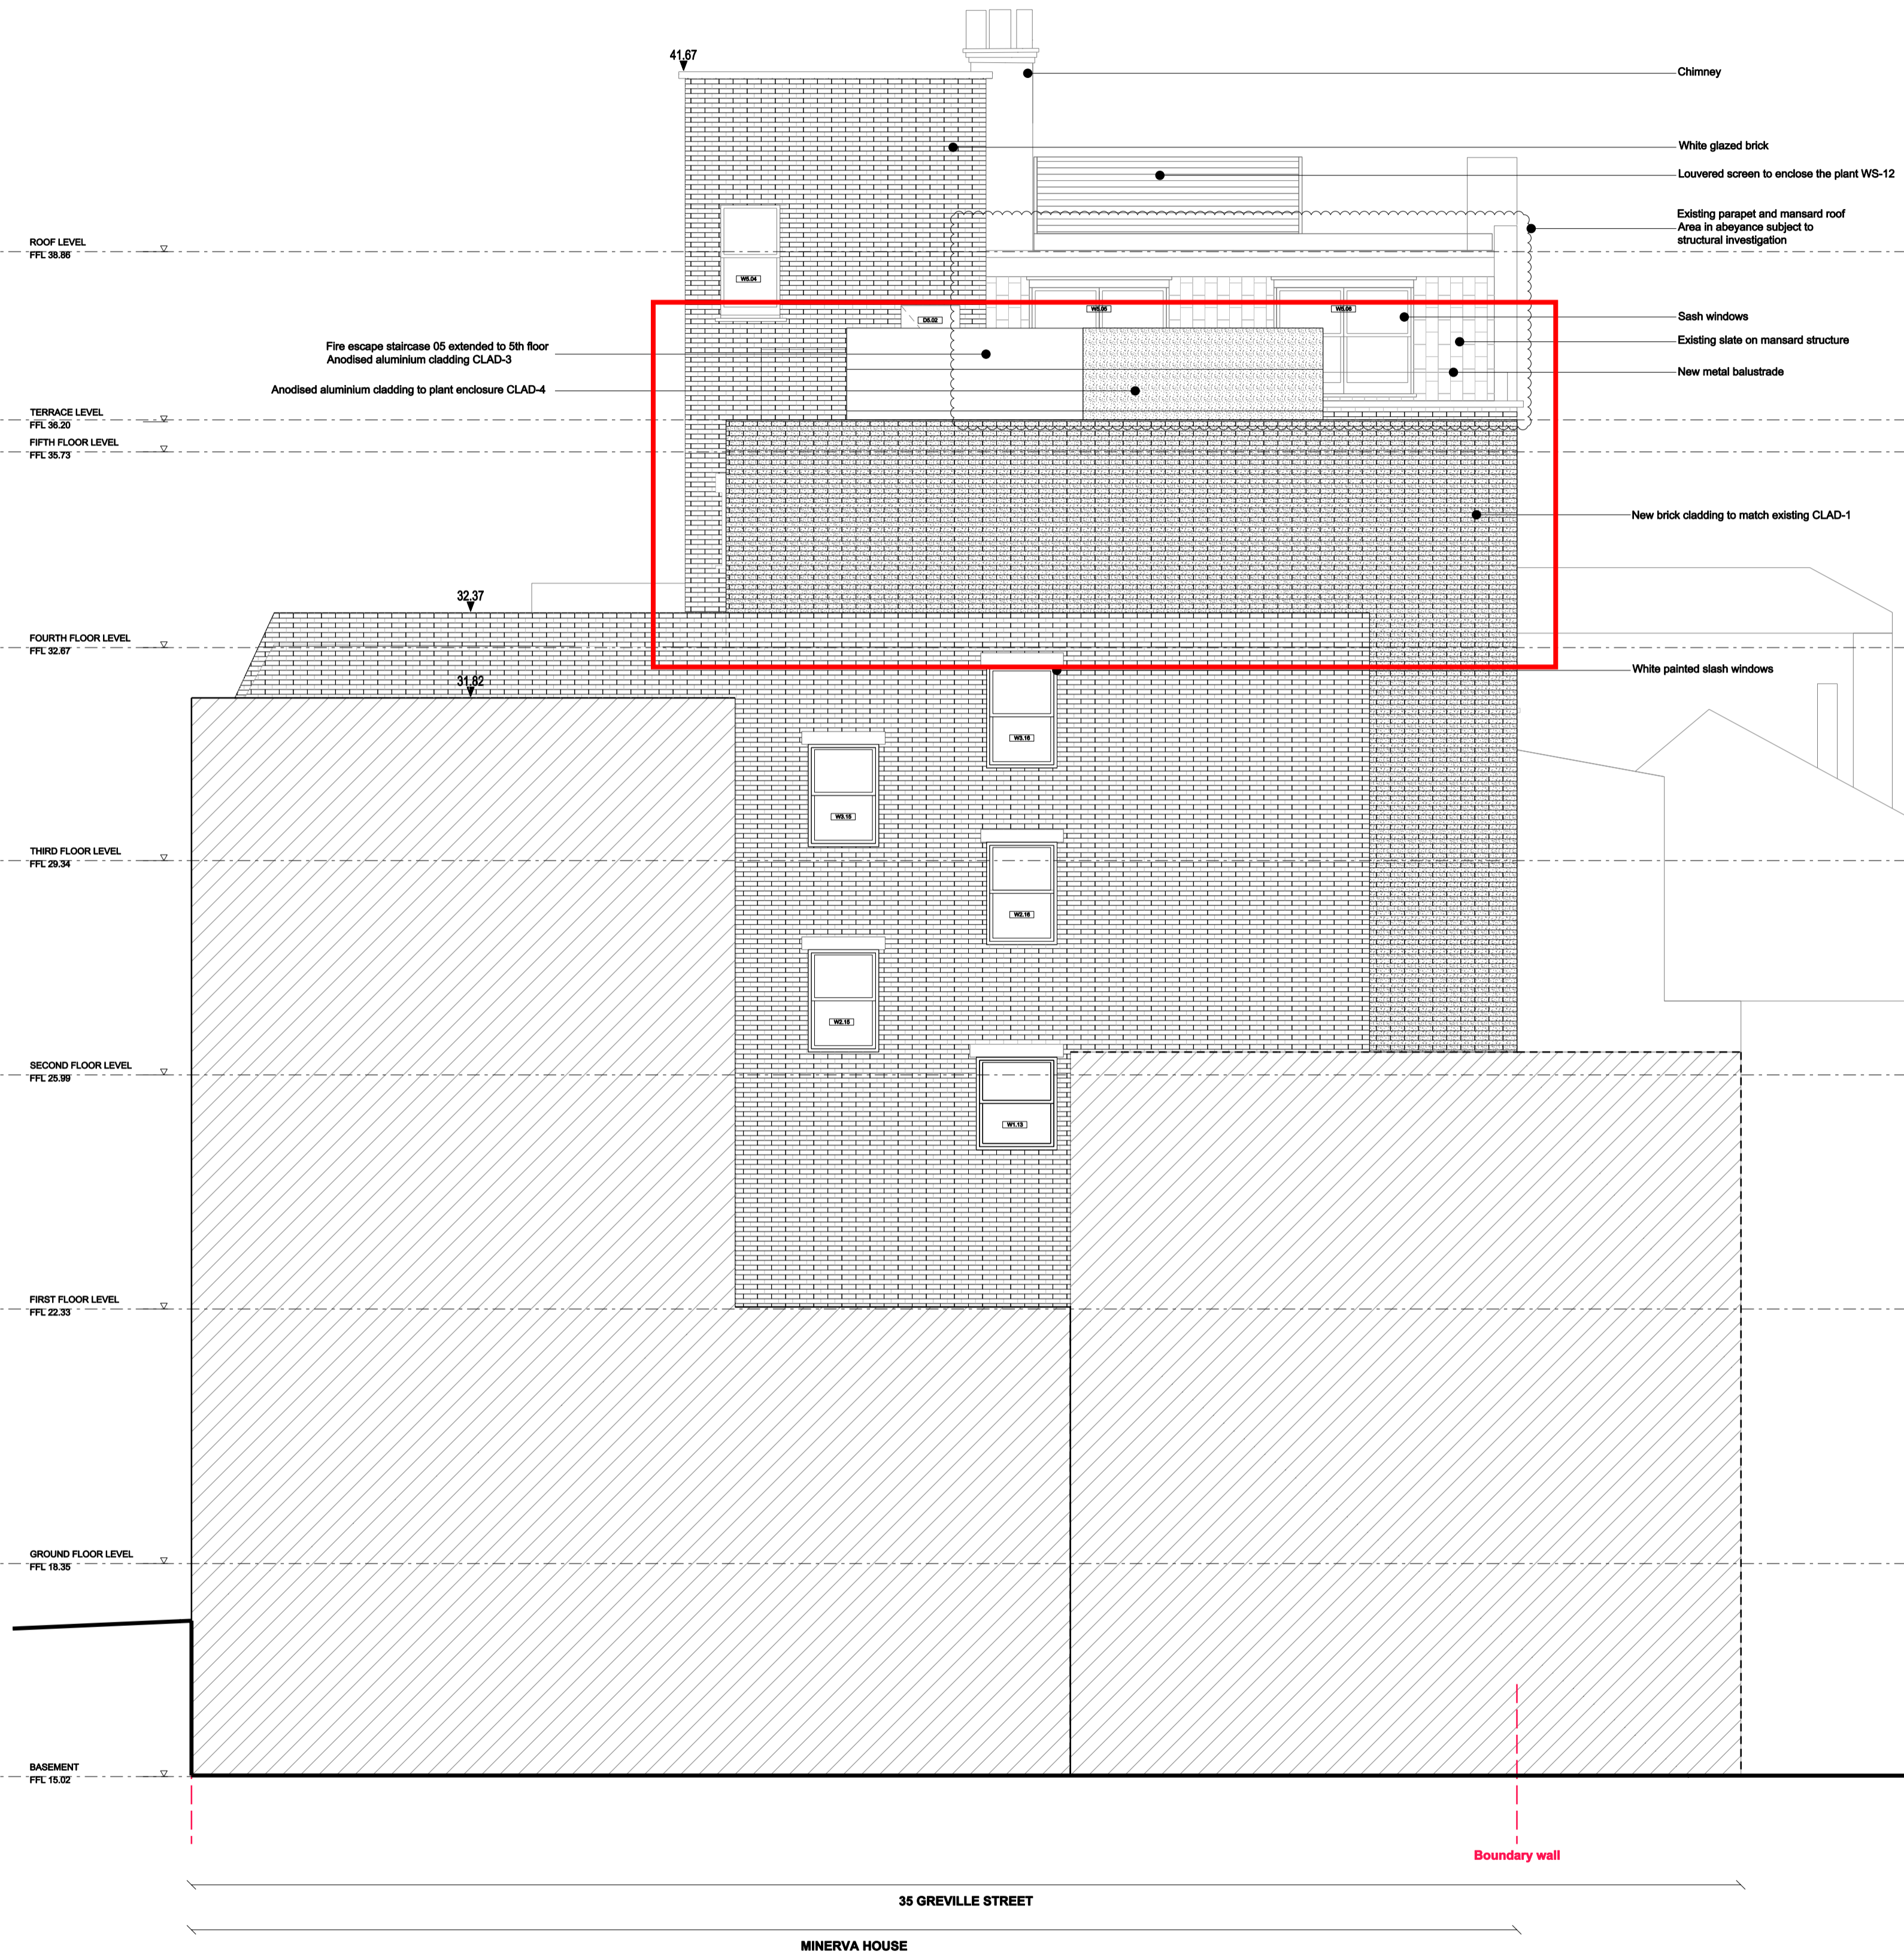 41.67
Chimney
White glazed brick
Louvered screen to enclose the plant WS-12
Existing parapet and mansard roof
Area in abeyance subject to
structural investigation
ROOF LEVEL
FFL 38.86
W5.04
W5.05
W5.06
D5.02
Sash windows
Existing slate on mansard structure
New metal balustrade
Fire escape staircase 05 extended to 5th floor
Anodised aluminium cladding CLAD-3
Anodised aluminium cladding to plant enclosure CLAD-4
TERRACE LEVEL
FFL 36.20
FIFTH FLOOR LEVEL
FFL 35.73
New brick cladding to match existing CLAD-1
32.37
FOURTH FLOOR LEVEL
FFL 32.67
White painted slash windows
31.82
W3.16
W3.15
THIRD FLOOR LEVEL
FFL 29.34
W2.16
W2.15
SECOND FLOOR LEVEL
FFL 25.99
W1.13
FIRST FLOOR LEVEL
FFL 22.33
GROUND FLOOR LEVEL
FFL 18.35
BASEMENT
FFL 15.02
Boundary wall
35 GREVILLE STREET
MINERVA HOUSE